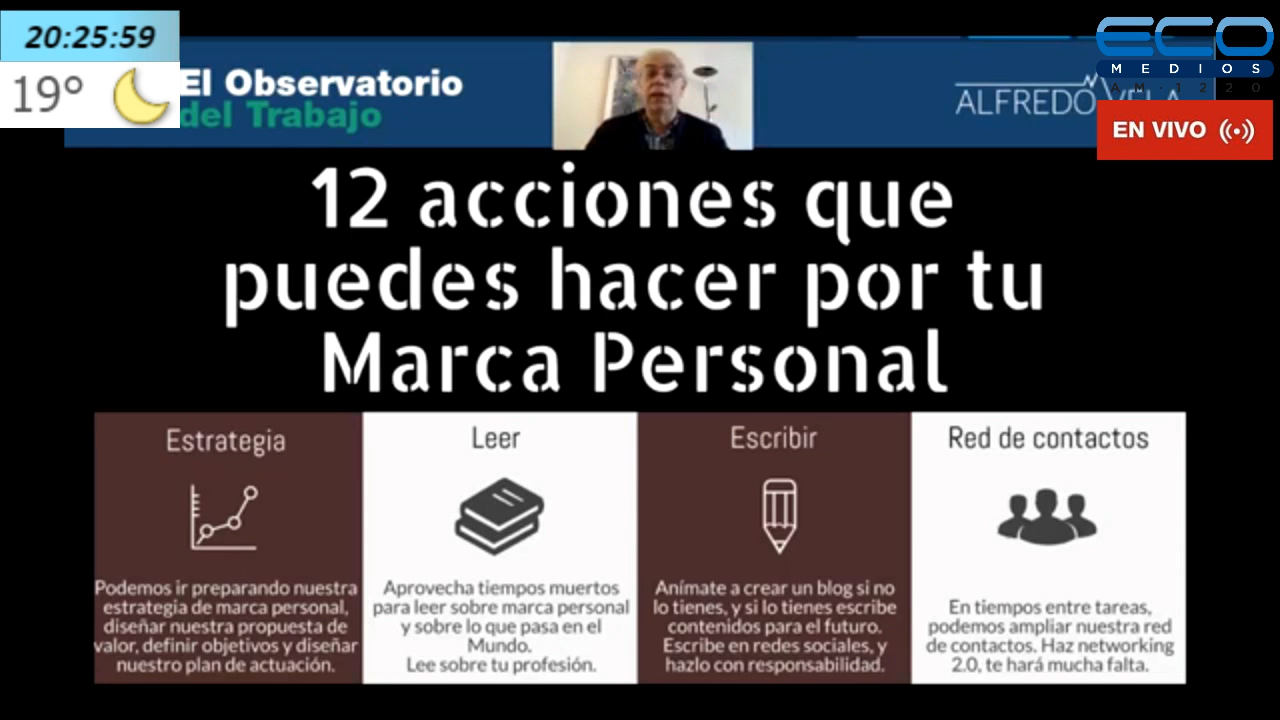 20:25:59
19°
El Observatorio
del Trabajo
ALFREDO VELA
ECO
MEDIOS
AM·1220
EN VIVO
12 acciones que
puedes hacer por tu
Marca Personal
Estrategia
Podemos ir preparando nuestra
estrategia de marca personal,
diseñar nuestra propuesta de
valor, definir objetivos y diseñar
nuestro plan de actuación.
Leer
Aprovecha tiempos muertos
para leer sobre marca personal
y sobre lo que pasa en el
Mundo.
Lee sobre tu profesión.
Escribir
Anímate a crear un blog si no
lo tienes, y si lo tienes escribe
contenidos para el futuro.
Escribe en redes sociales, y
hazlo con responsabilidad.
Red de contactos
En tiempos entre tareas,
podemos ampliar nuestra red
de contactos. Haz networking
2.0, te hará mucha falta.